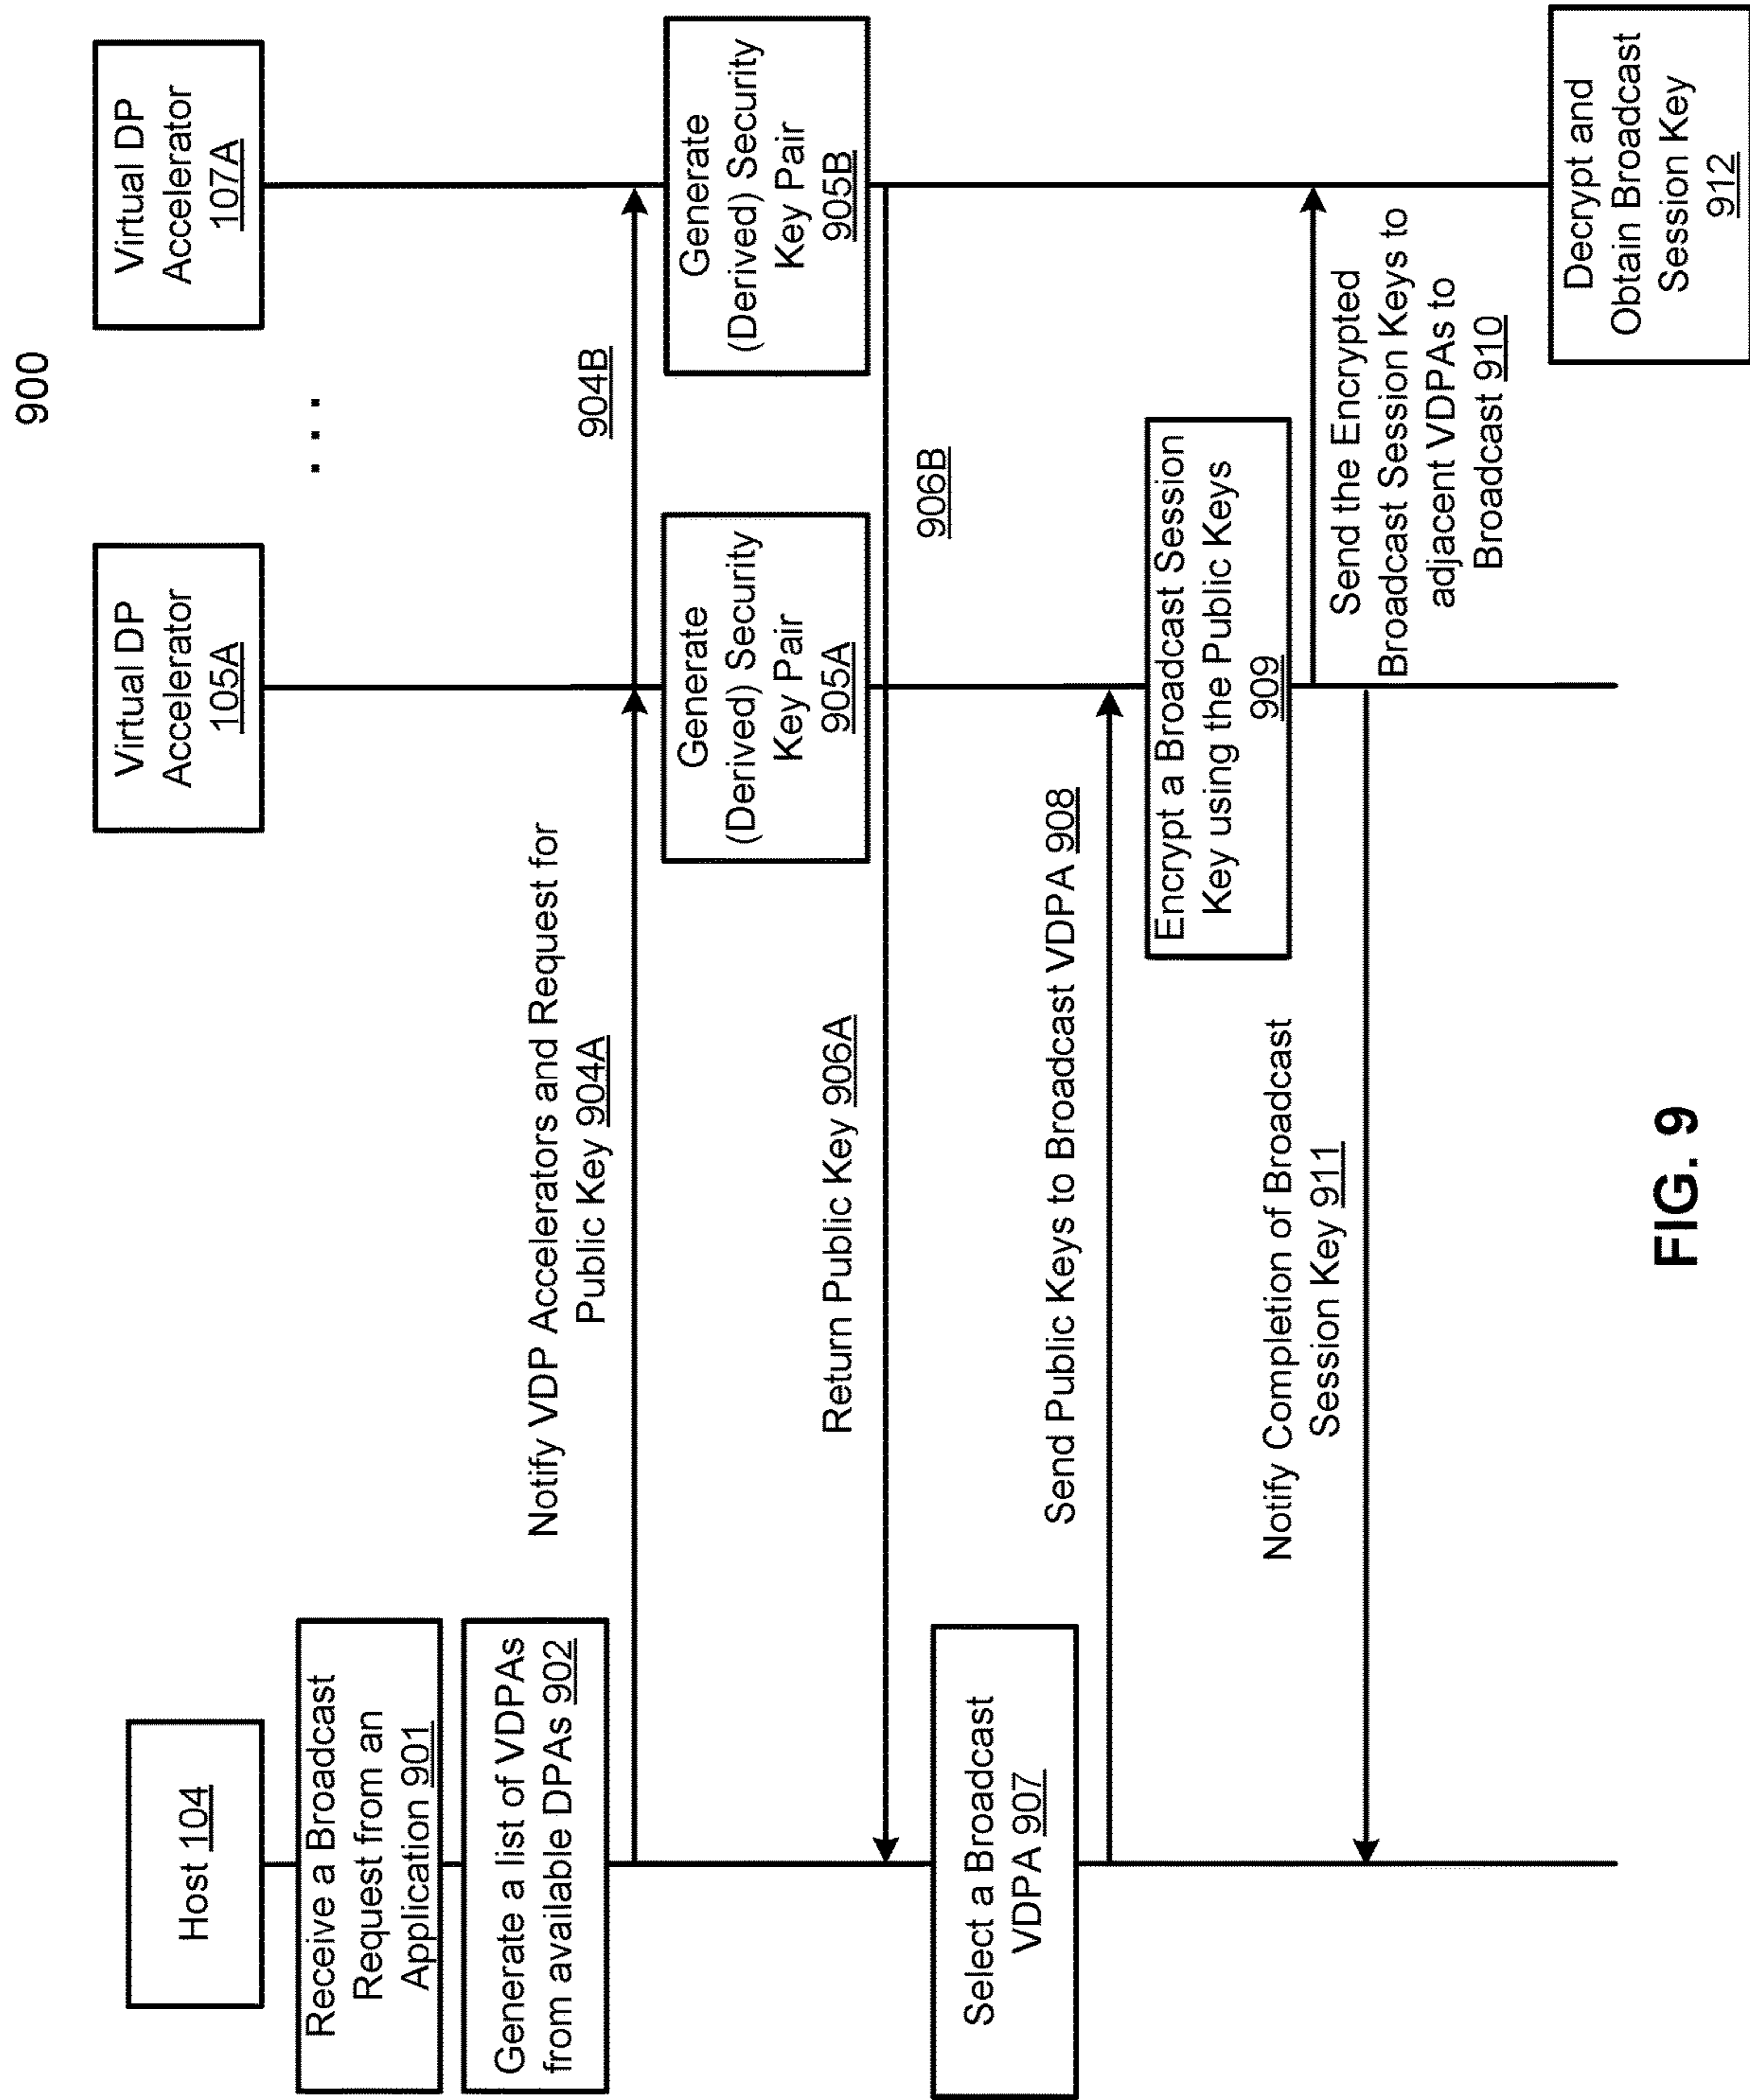 900
Host 104
Virtual DP
Accelerator
105A
. . .
Virtual DP
Accelerator
107A
Receive a Broadcast
Request from an
Application 901
Generate a list of VDPAs
from available DPAs 902
Notify VDP Accelerators and Request for
Public Key 904A
904B
Generate
(Derived) Security
Key Pair
905A
Generate
(Derived) Security
Key Pair
905B
Return Public Key 906A
906B
Select a Broadcast
VDPA 907
Send Public Keys to Broadcast VDPA 908
Encrypt a Broadcast Session
Key using the Public Keys
909
Send the Encrypted
Broadcast Session Keys to
adjacent VDPAs to
Broadcast 910
Notify Completion of Broadcast
Session Key 911
Decrypt and
Obtain Broadcast
Session Key
912
FIG. 9